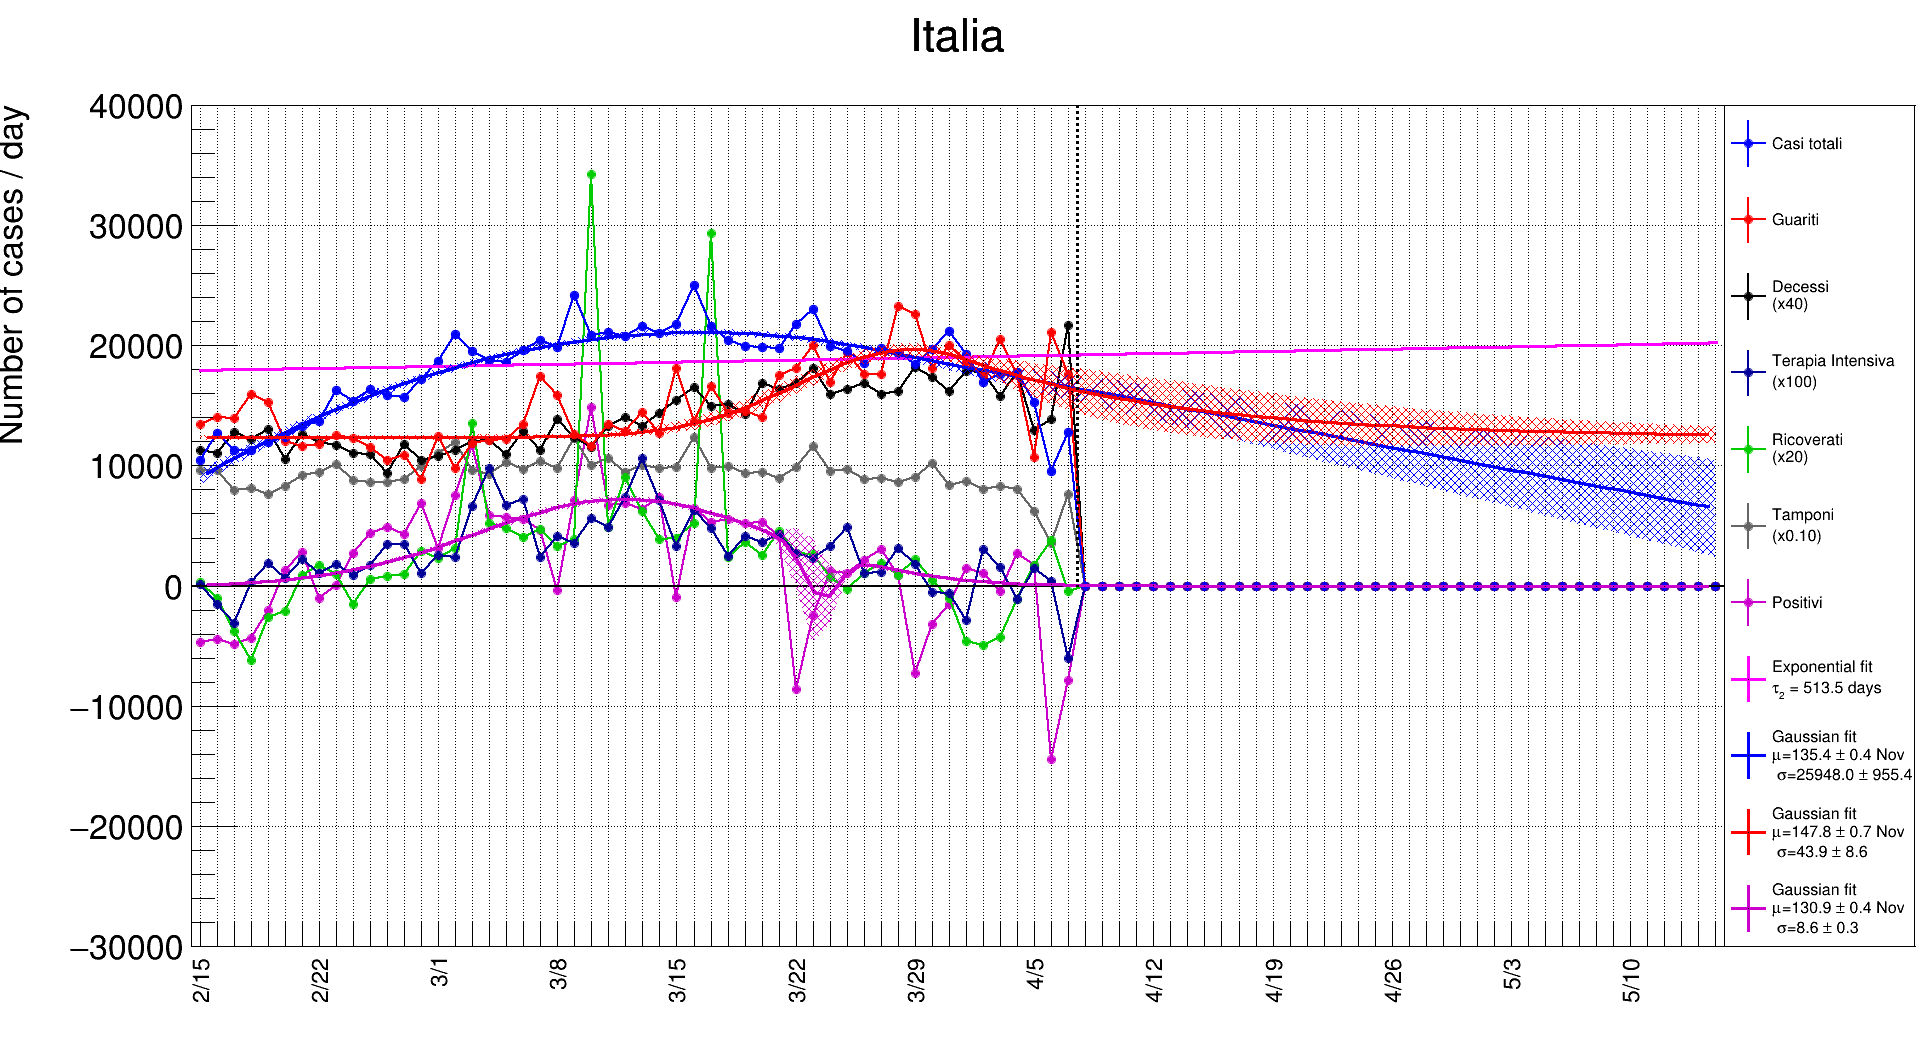 Italia
Number of cases / day
40000
30000
20000
10000
0
−10000
−20000
−30000
2/15
2/22
3/1
3/8
3/15
3/22
3/29
4/5
4/12
4/19
4/26
5/3
5/10
Casi totali
Guariti
Decessi
(x40)
Terapia Intensiva
(x100)
Ricoverati
(x20)
Tamponi
(x0.10)
Positivi
Exponential fit
τ2 = 513.5 days
Gaussian fit
μ=135.4 ± 0.4 Nov
σ=25948.0 ± 955.4
Gaussian fit
μ=147.8 ± 0.7 Nov
σ=43.9 ± 8.6
Gaussian fit
μ=130.9 ± 0.4 Nov
σ=8.6 ± 0.3